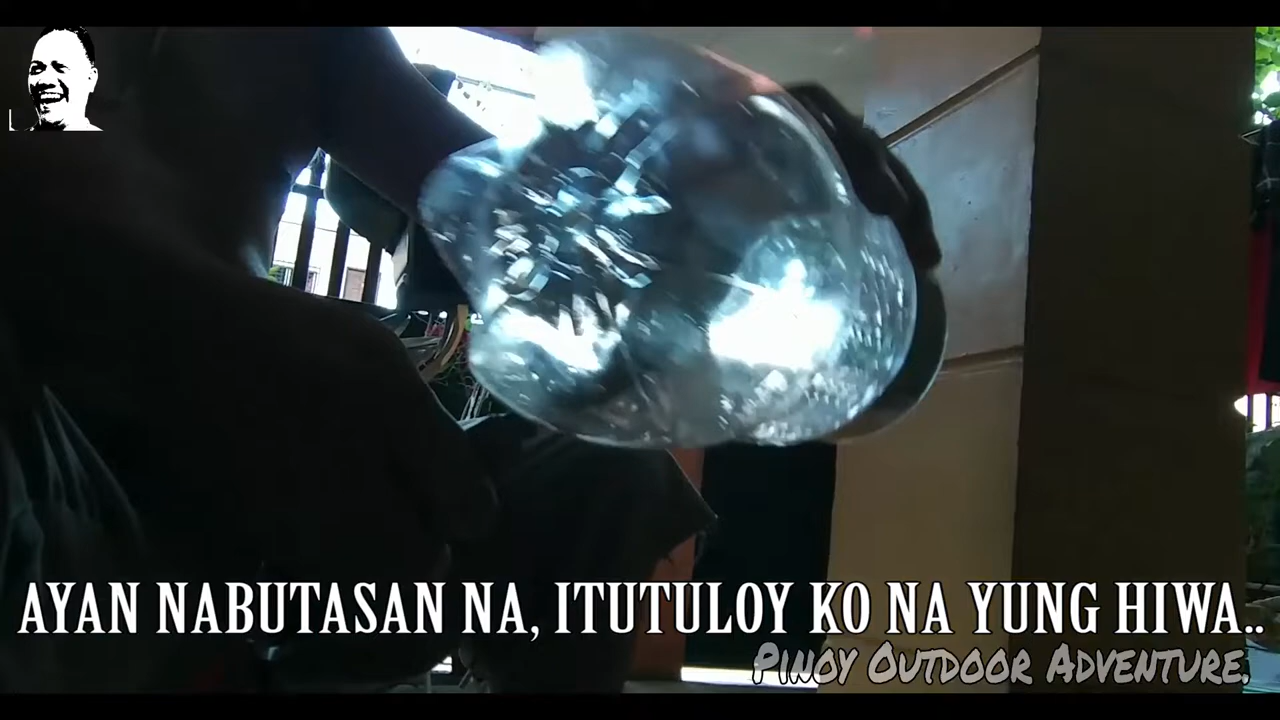 AYAN NABUTASAN NA, ITUTULOY KO NA YUNG HIWA..
PINOY OUTDOOR ADVENTURE.